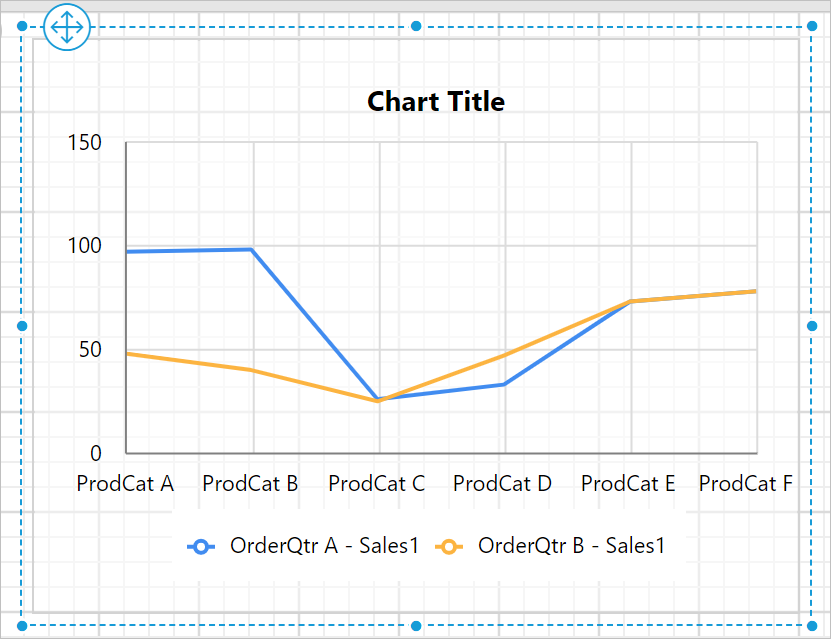 Chart Title
150
100
50
0
ProdCat A ProdCat B ProdCat C ProdCat D ProdCat E ProdCat F
OrderQtr A - Sales1 OrderQtr B - Sales1